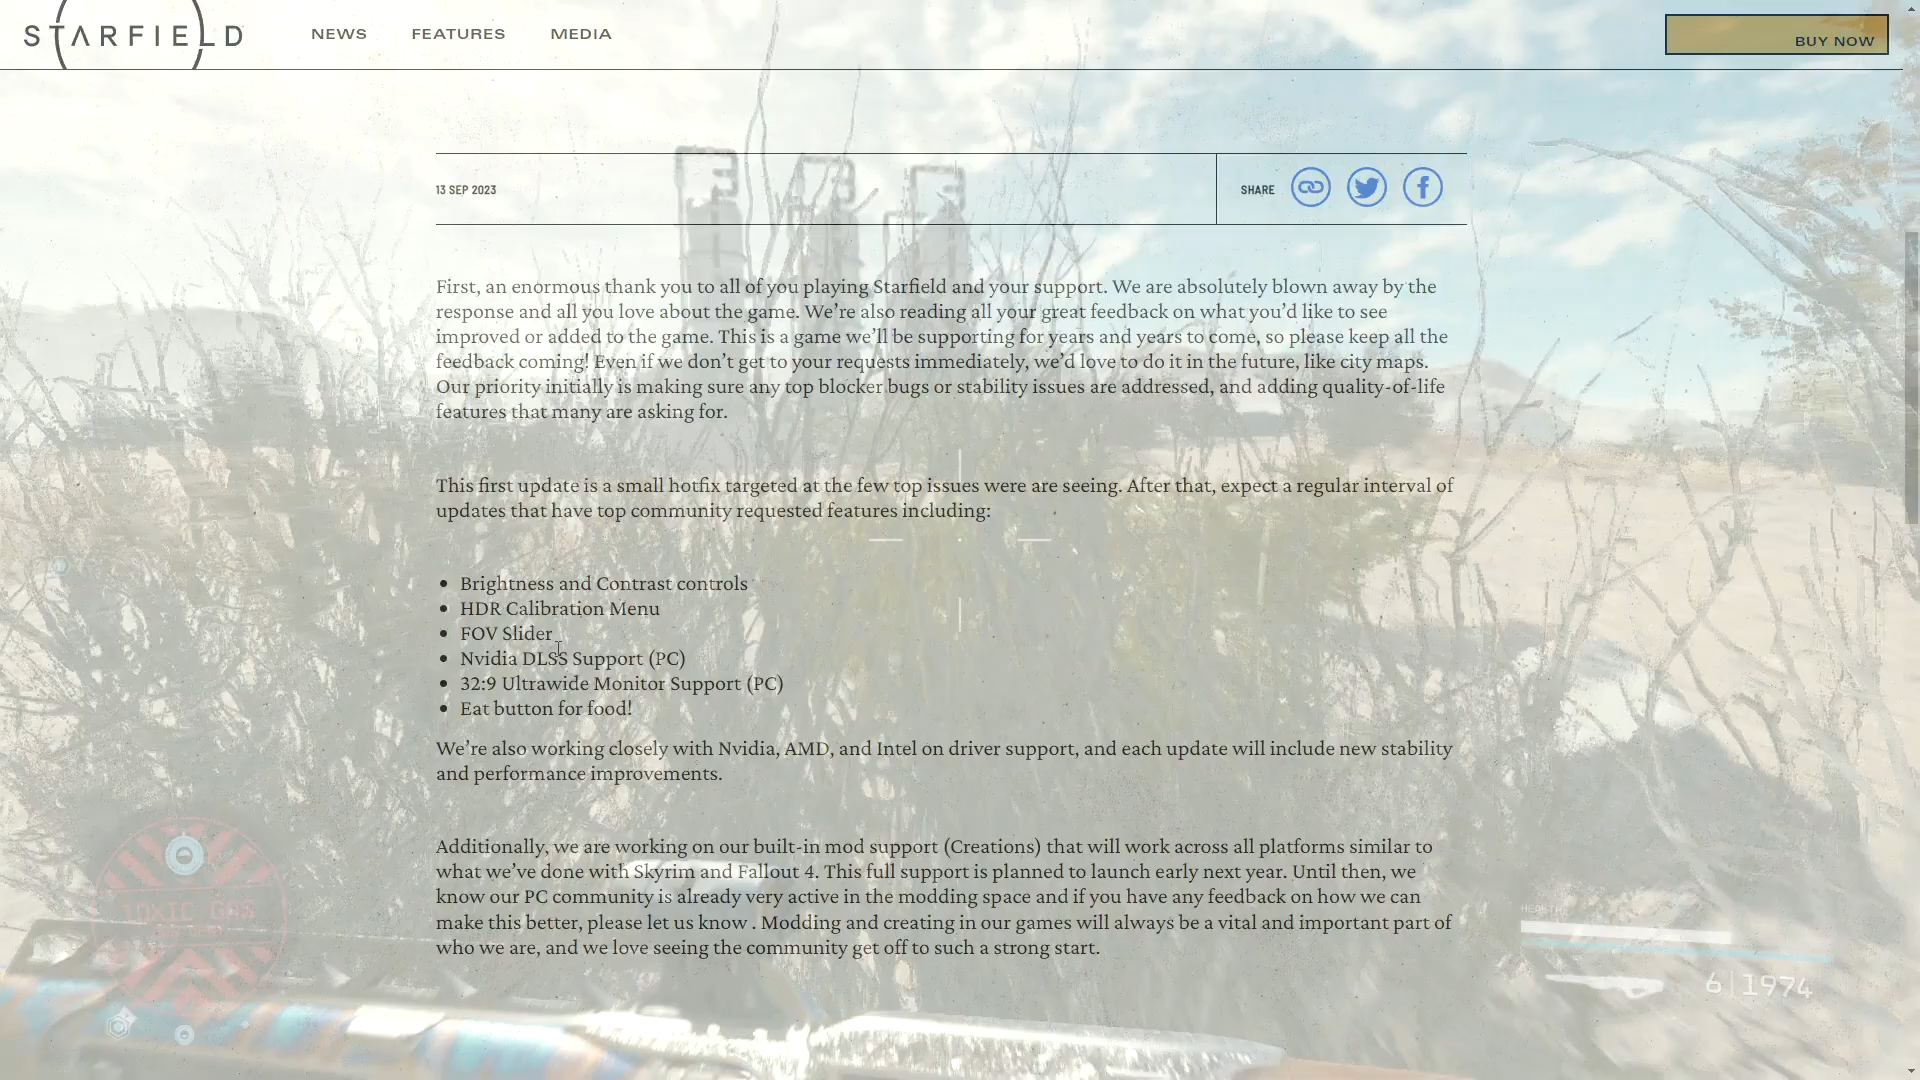 STARFIELD
NEWS FEATURES MEDIA
BUY NOW
13 SEP 2023
SHARE
First, an enormous thank you to all of you playing Starfield and your support. We are absolutely blown away by the
response and all you love about the game. We’re also reading all your great feedback on what you’d like to see
improved or added to the game. This is a game we’ll be supporting for years and years to come, so please keep all the
feedback coming! Even if we don’t get to your requests immediately, we’d love to do it in the future, like city maps.
Our priority initially is making sure any top blocker bugs or stability issues are addressed, and adding quality-of-life
features that many are asking for.
This first update is a small hotfix targeted at the few top issues were are seeing. After that, expect a regular interval of
updates that have top community requested features including:
• Brightness and Contrast controls
• HDR Calibration Menu
• FOV Slider
• Nvidia DLSS Support (PC)
• 32:9 Ultrawide Monitor Support (PC)
• Eat button for food!
We’re also working closely with Nvidia, AMD, and Intel on driver support, and each update will include new stability
and performance improvements.
Additionally, we are working on our built-in mod support (Creations) that will work across all platforms similar to
what we’ve done with Skyrim and Fallout 4. This full support is planned to launch early next year. Until then, we
know our PC community is already very active in the modding space and if you have any feedback on how we can
make this better, please let us know . Modding and creating in our games will always be a vital and important part of
who we are, and we love seeing the community get off to such a strong start.
TOXIC GAS
HEALTH
6 | 1974